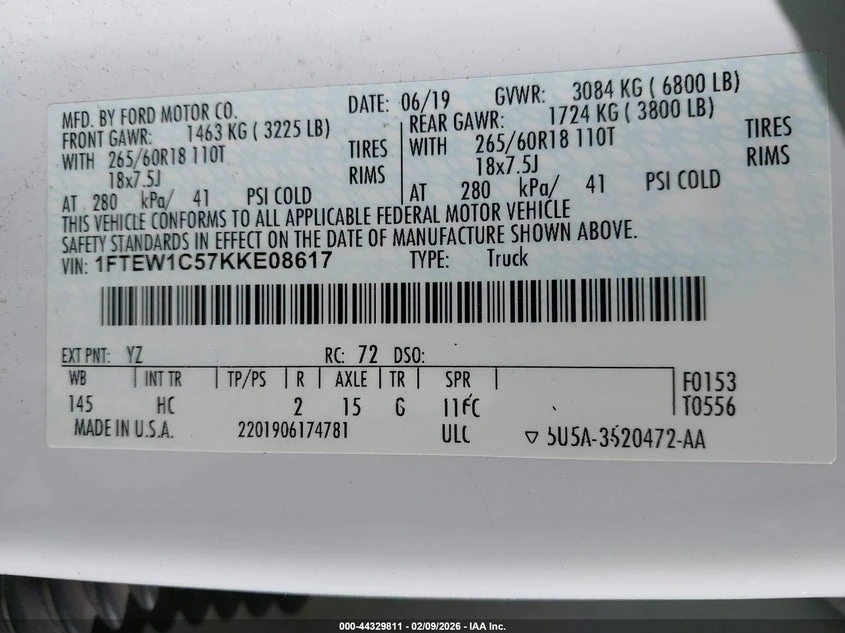 MFD. BY FORD MOTOR CO. DATE: 06/19 GVWR: 3084 KG ( 6800 LB)
FRONT GAWR: 1463 KG ( 3225 LB) REAR GAWR: 1724 KG ( 3800 LB)
WITH 265/60R18 110T TIRES WITH 265/60R18 110T TIRES
18x7.5J RIMS 18x7.5J RIMS
AT 280 kPa/ 41 PSI COLD AT 280 kPa/ 41 PSI COLD
THIS VEHICLE CONFORMS TO ALL APPLICABLE FEDERAL MOTOR VEHICLE
SAFETY STANDARDS IN EFFECT ON THE DATE OF MANUFACTURE SHOWN ABOVE.
VIN: 1FTEW1C57KKE08617 TYPE: Truck
EXT PNT: YZ RC: 72 DSO:
WB INT TR TP/PS R AXLE TR SPR F0153
145 HC 2 15 G 11FC T0556
MADE IN U.S.A. 2201906174781 ULC
000-44329811 - 02/09/2026 - IAA Inc.